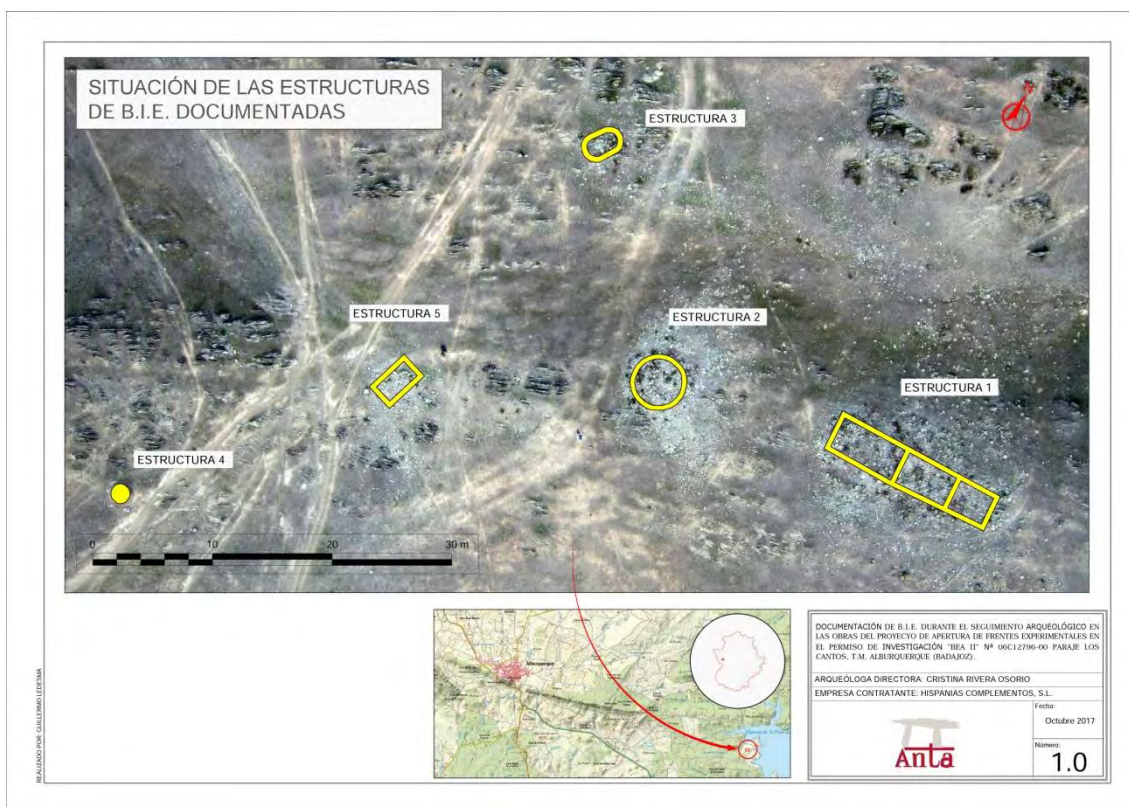 SITUACIÓN DE LAS ESTRUCTURAS
DE B.I.E. DOCUMENTADAS
ESTRUCTURA 3
ESTRUCTURA 5
ESTRUCTURA 2
ESTRUCTURA 1
ESTRUCTURA 4
0 10 20 30 m
Alburquerque
DOCUMENTACIÓN DE B.I.E. DURANTE EL SEGUIMIENTO ARQUEOLÓGICO EN
LAS OBRAS DEL PROYECTO DE APERTURA DE FRENTES EXPERIMENTALES EN
EL PERMISO DE INVESTIGACIÓN "BEA II" Nª 06C12796-00 PARAJE LOS
CANTOS, T.M. ALBURQUERQUE (BADAJOZ).
ARQUEÓLOGA DIRECTORA: CRISTINA RIVERA OSORIO
EMPRESA CONTRATANTE: HISPANIAS COMPLEMENTOS, S.L.
Anta
Fecha:
Octubre 2017
Número:
1.0
REALIZADO POR: GUILLERMO LEDESMA